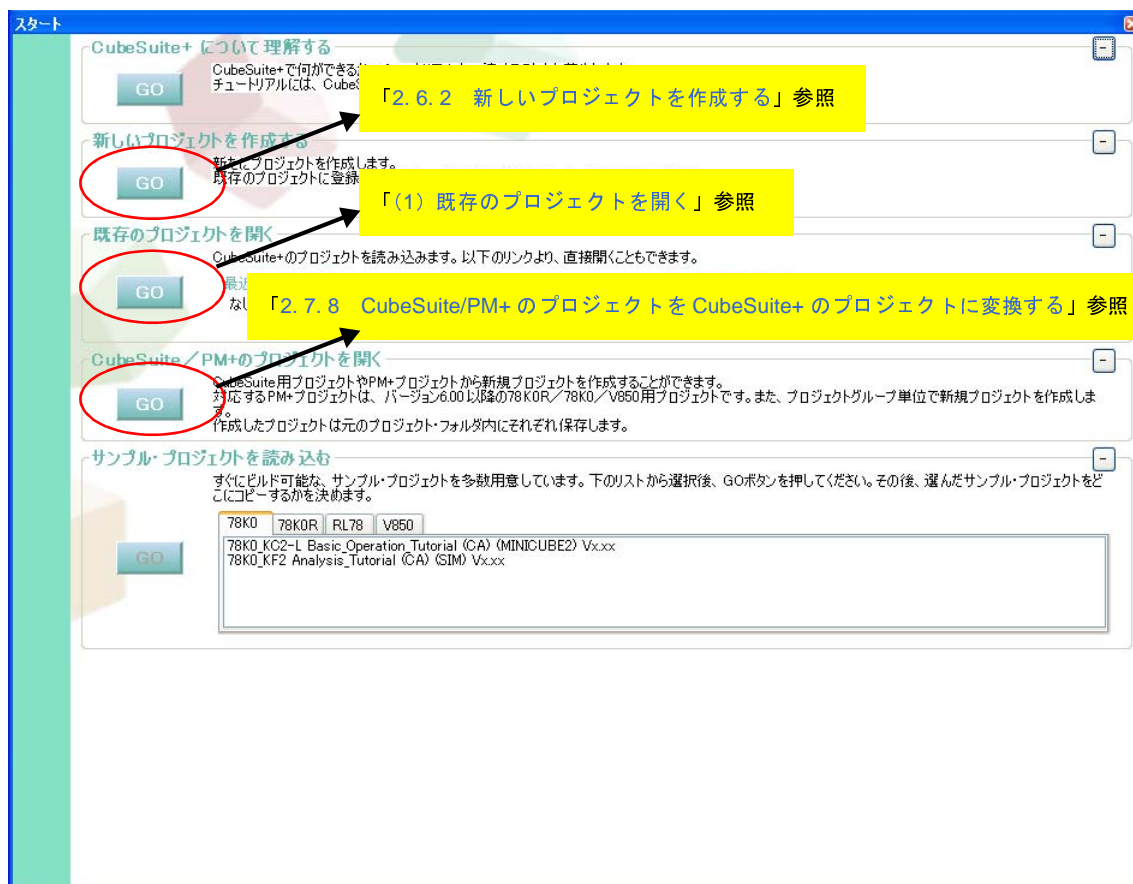 スタート
CubeSuite+ について理解する
GO
CubeSuite+で何ができるか
チュートリアルには、CubeS
「2.6.2 新しいプロジェクトを作成する」参照
新しいプロジェクトを作成する
GO
新たにプロジェクトを作成します。
既存のプロジェクトに登録
「(1) 既存のプロジェクトを開く」参照
既存のプロジェクトを開く
GO
CubeSuite+のプロジェクトを読み込みます。以下のリンクより、直接開くこともできます。
最近
なし
「2.7.8 CubeSuite/PM+ のプロジェクトを CubeSuite+ のプロジェクトに変換する」参照
CubeSuite／PM+のプロジェクトを開く
GO
CubeSuite用プロジェクトやPM+プロジェクトから新規プロジェクトを作成することができます。
対応するPM+プロジェクトは、バージョン6.00以降の78K0R／78K0／V850用プロジェクトです。また、プロジェクトグループ単位で新規プロジェクトを作成しま
す。
作成したプロジェクトは元のプロジェクト・フォルダ内にそれぞれ保存します。
サンプル・プロジェクトを読み込む
すぐにビルド可能な、サンプル・プロジェクトを多数用意しています。下のリストから選択後、GOボタンを押してください。その後、選んだサンプル・プロジェクトをど
こにコピーするかを決めます。
GO
78K0 78K0R RL78 V850
78K0_KC2-L Basic_Operation_Tutorial (CA) (MINICUBE2) Vx.xx
78K0_KF2 Analysis_Tutorial (CA) (SIM) Vx.xx